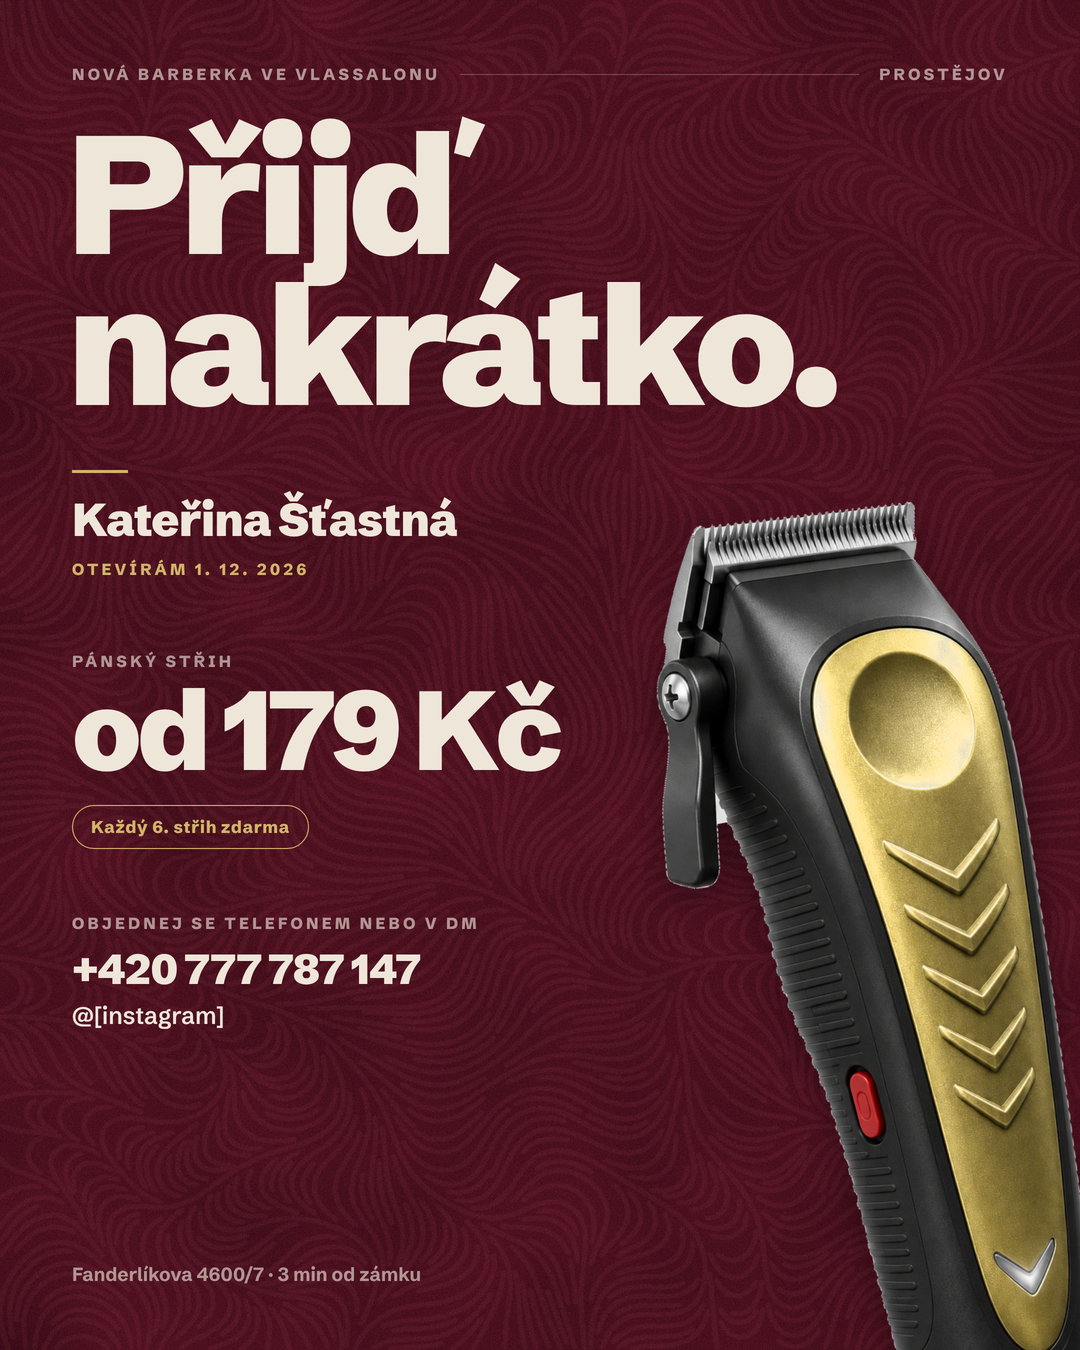 NOVÁ BARBERKA VE VLASSALONU
PROSTĚJOV
Přijď
nakrátko.
Kateřina Šťastná
OTEVÍRÁM 1. 12. 2026
PÁNSKÝ STŘIH
od 179 Kč
Každý 6. střih zdarma
OBJEDNEJ SE TELEFONEM NEBO V DM
+420 777 787 147
@[instagram]
Fanderlíkova 4600/7 · 3 min od zámku